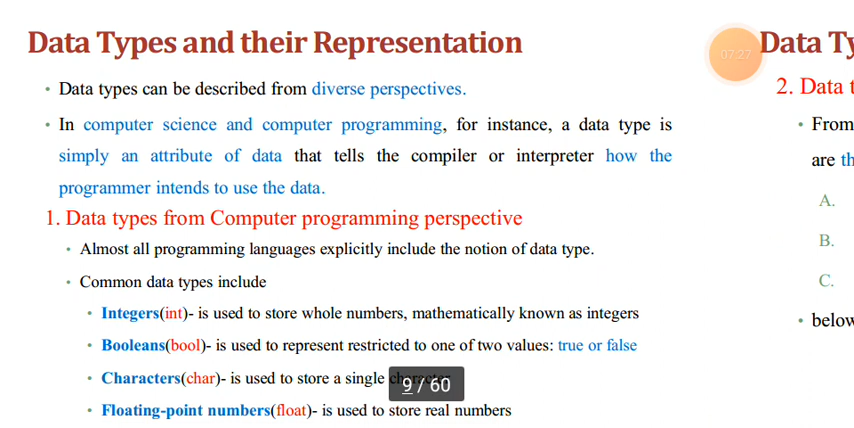 Data Types and their Representation
• Data types can be described from diverse perspectives.
• In computer science and computer programming, for instance, a data type is
simply an attribute of data that tells the compiler or interpreter how the
programmer intends to use the data.
1. Data types from Computer programming perspective
• Almost all programming languages explicitly include the notion of data type.
• Common data types include
• Integers(int)- is used to store whole numbers, mathematically known as integers
• Booleans(bool)- is used to represent restricted to one of two values: true or false
• Characters(char)- is used to store a single
9 / 60
• Floating-point numbers(float)- is used to store real numbers
07:27
Data Ty
2. Data t
• From
are th
A.
B.
C.
• below